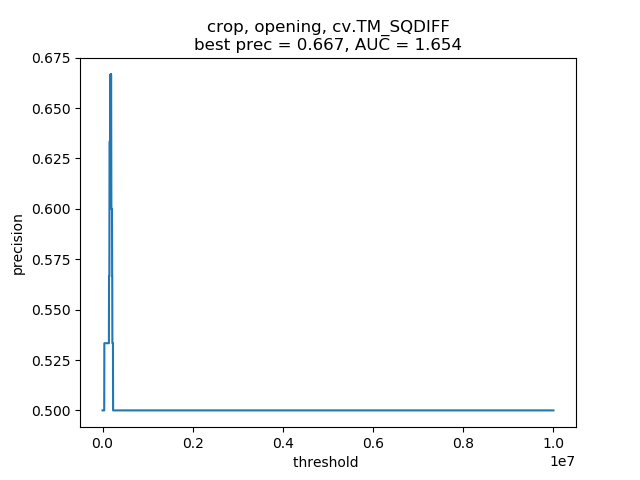 crop, opening, cv.TM_SQDIFF
best prec = 0.667, AUC = 1.654
0.675
0.650
0.625
0.600
0.575
0.550
0.525
0.500
precision
0.0 0.2 0.4 0.6 0.8 1.0
1e7
threshold